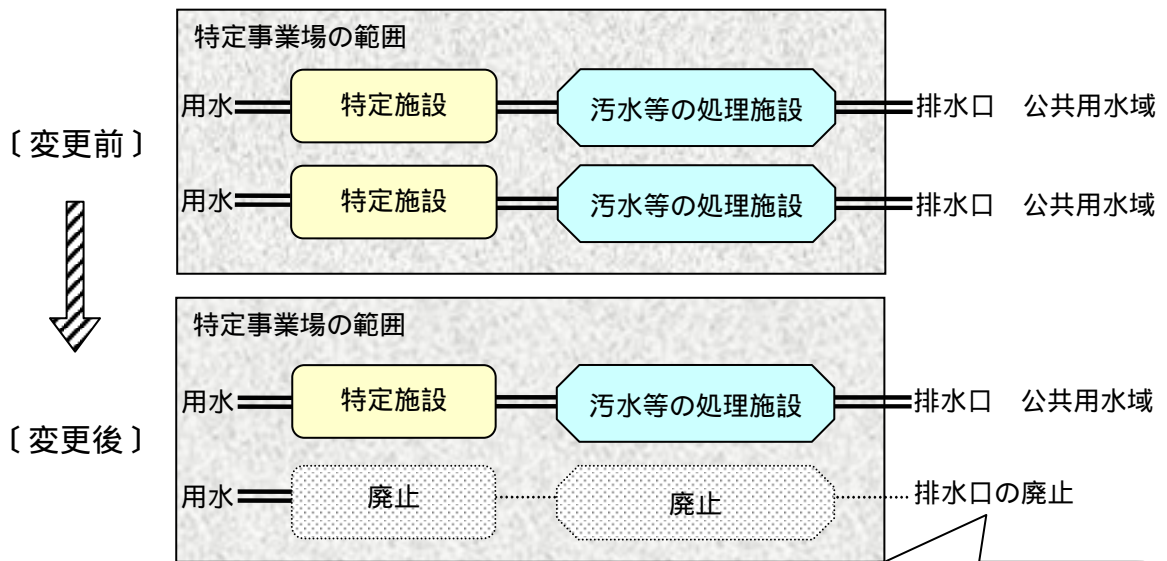 特定事業場の範囲
用水 特定施設 汚水等の処理施設 排水口 公共用水域
〔変更前〕
用水 特定施設 汚水等の処理施設 排水口 公共用水域
特定事業場の範囲
用水 特定施設 汚水等の処理施設 排水口 公共用水域
〔変更後〕
用水 廃止 廃止 排水口の廃止